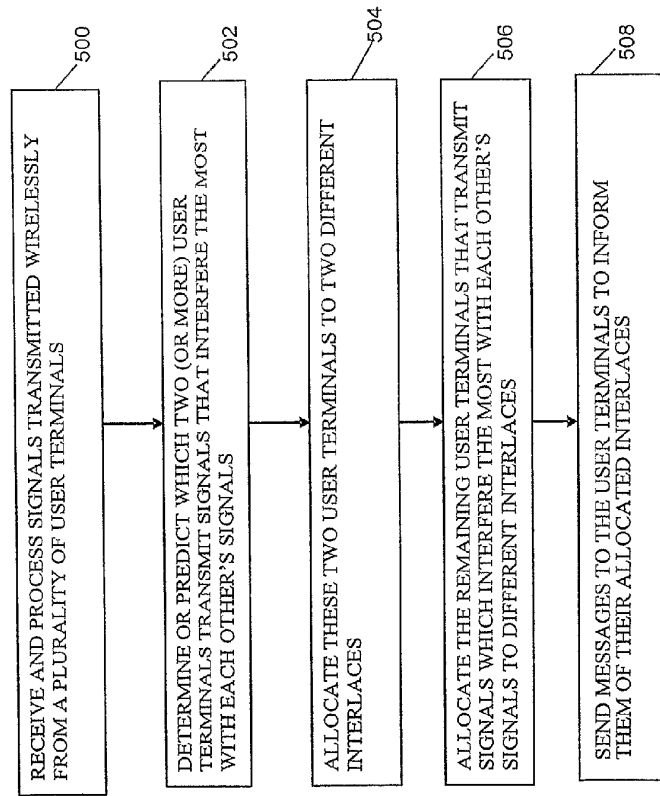 RECEIVE AND PROCESS SIGNALS TRANSMITTED WIRELESSLY
FROM A PLURALITY OF USER TERMINALS
500
DETERMINE OR PREDICT WHICH TWO (OR MORE) USER
TERMINALS TRANSMIT SIGNALS THAT INTERFERE THE MOST
WITH EACH OTHER'S SIGNALS
502
ALLOCATE THESE TWO USER TERMINALS TO TWO DIFFERENT
INTERLACES
504
ALLOCATE THE REMAINING USER TERMINALS THAT TRANSMIT
SIGNALS WHICH INTERFERE THE MOST WITH EACH OTHER'S
SIGNALS TO DIFFERENT INTERLACES
506
SEND MESSAGES TO THE USER TERMINALS TO INFORM
THEM OF THEIR ALLOCATED INTERLACES
508